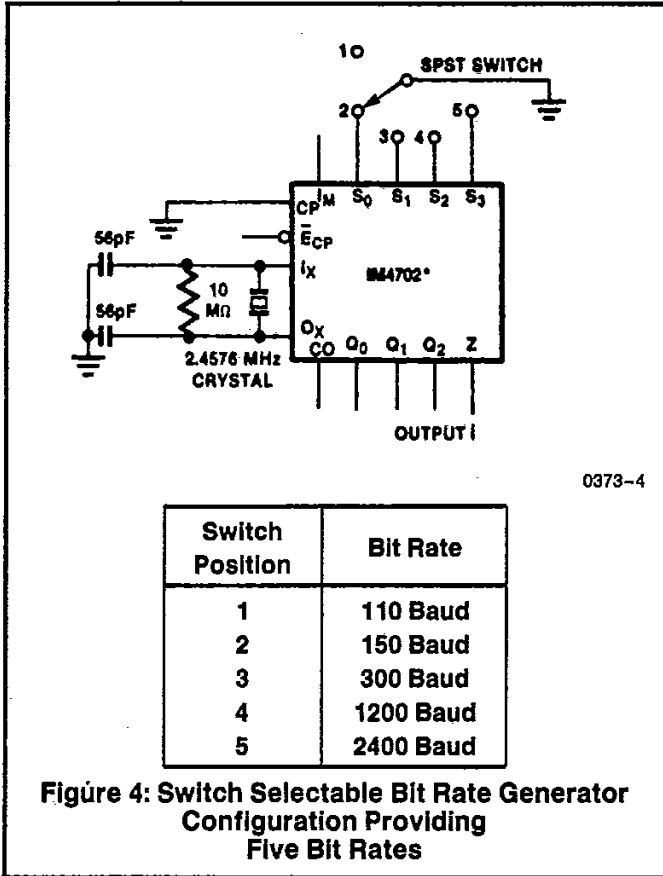 1
SPST SWITCH
2
5
3
4
CP
IM
S0
S1
S2
S3
ECP
56pF
IX
IM4702*
10
MΩ
56pF
OX
2.4576 MHz
CRYSTAL
CO
Q0
Q1
Q2
Z
OUTPUT
0373-4
Switch
Position
Bit Rate
1
110 Baud
2
150 Baud
3
300 Baud
4
1200 Baud
5
2400 Baud
Figure 4: Switch Selectable Bit Rate Generator
Configuration Providing
Five Bit Rates